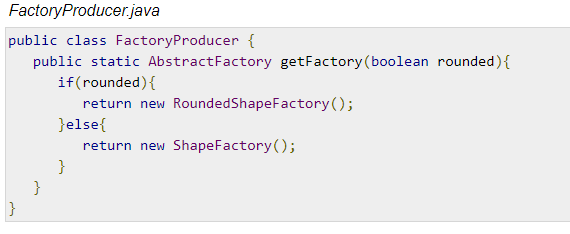 FactoryProducer.java
public class FactoryProducer {
   public static AbstractFactory getFactory(boolean rounded){
      if(rounded){
         return new RoundedShapeFactory();
      }else{
         return new ShapeFactory();
      }
   }
}